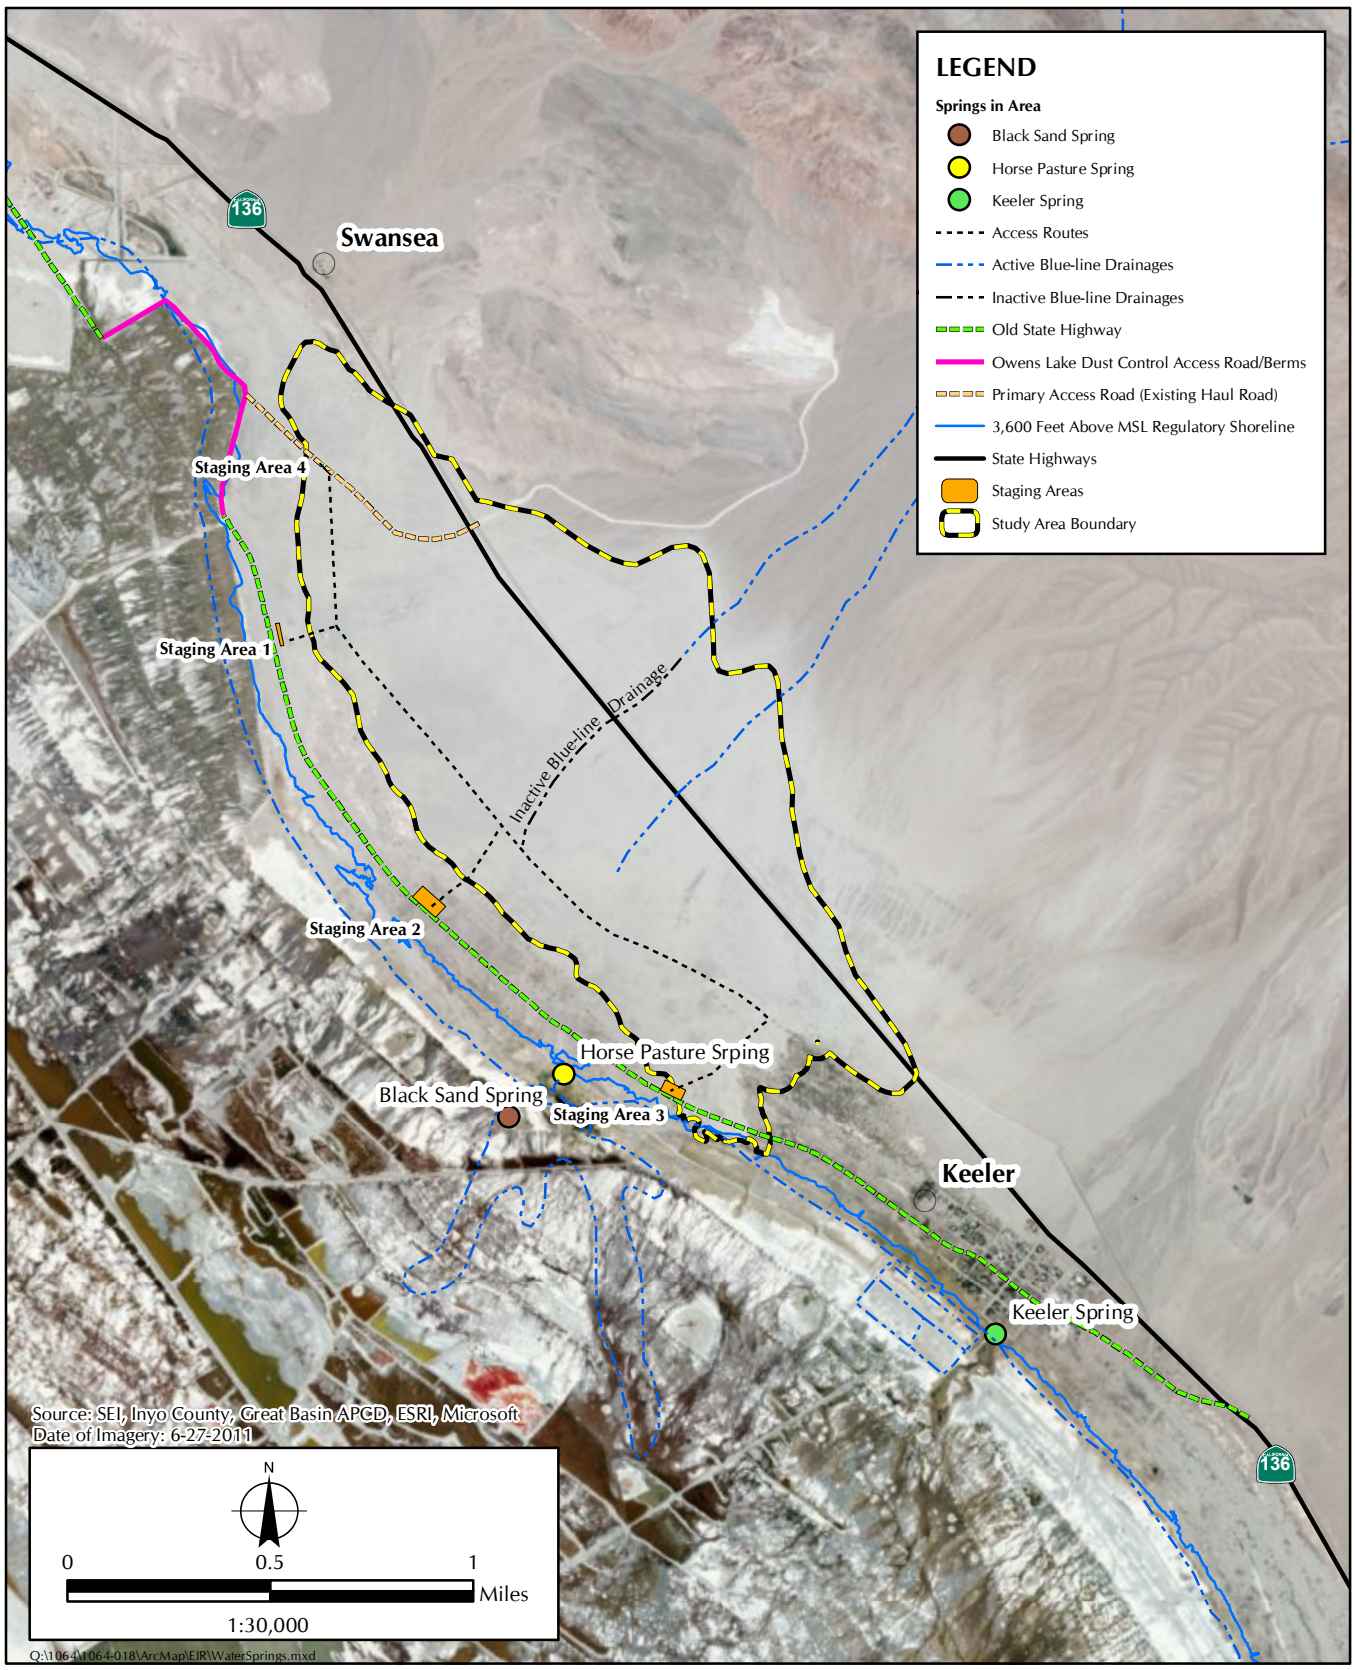 LEGEND
Springs in Area
Black Sand Spring
Horse Pasture Spring
Keeler Spring
Access Routes
Active Blue-line Drainages
Inactive Blue-line Drainages
Old State Highway
Owens Lake Dust Control Access Road/Berms
Primary Access Road (Existing Haul Road)
3,600 Feet Above MSL Regulatory Shoreline
State Highways
Staging Areas
Study Area Boundary
CALIFORNIA
136
Swansea
Staging Area 4
Staging Area 1
Inactive Blue-line Drainage
Staging Area 2
Horse Pasture Srping
Black Sand Spring
Staging Area 3
Keeler
Keeler Spring
CALIFORNIA
136
Source: SEI, Inyo County, Great Basin APCD, ESRI, Microsoft
Date of Imagery: 6-27-2011
N
0 0.5 1
Miles
1:30,000
Q:\1064\1064-018\ArcMap\EIR\WaterSprings.mxd